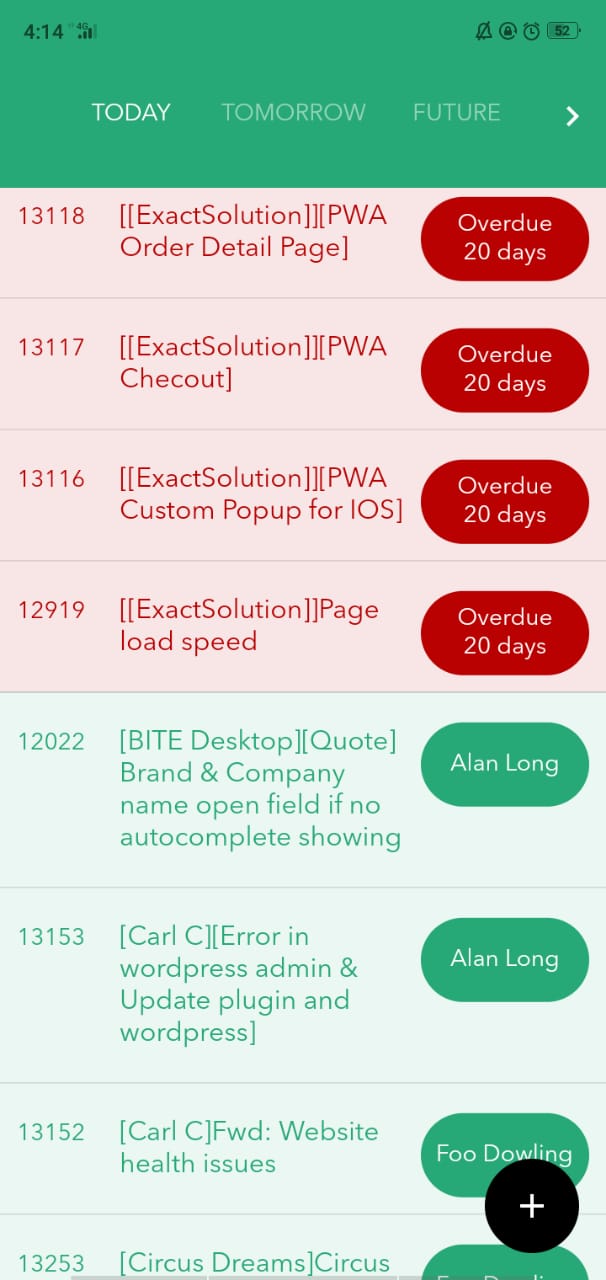 4:14 4G 52
TODAY TOMORROW FUTURE
13118 [[ExactSolution]][PWA Overdue
Order Detail Page] 20 days
13117 [[ExactSolution]][PWA Overdue
Checout] 20 days
13116 [[ExactSolution]][PWA Overdue
Custom Popup for IOS] 20 days
12919 [[ExactSolution]]Page Overdue
load speed 20 days
12022 [BITE Desktop][Quote] Alan Long
Brand & Company
name open field if no
autocomplete showing
13153 [Carl C][Error in Alan Long
wordpress admin &
Update plugin and
wordpress]
13152 [Carl C]Fwd: Website Foo Dowling
health issues
13253 [Circus Dreams]Circus